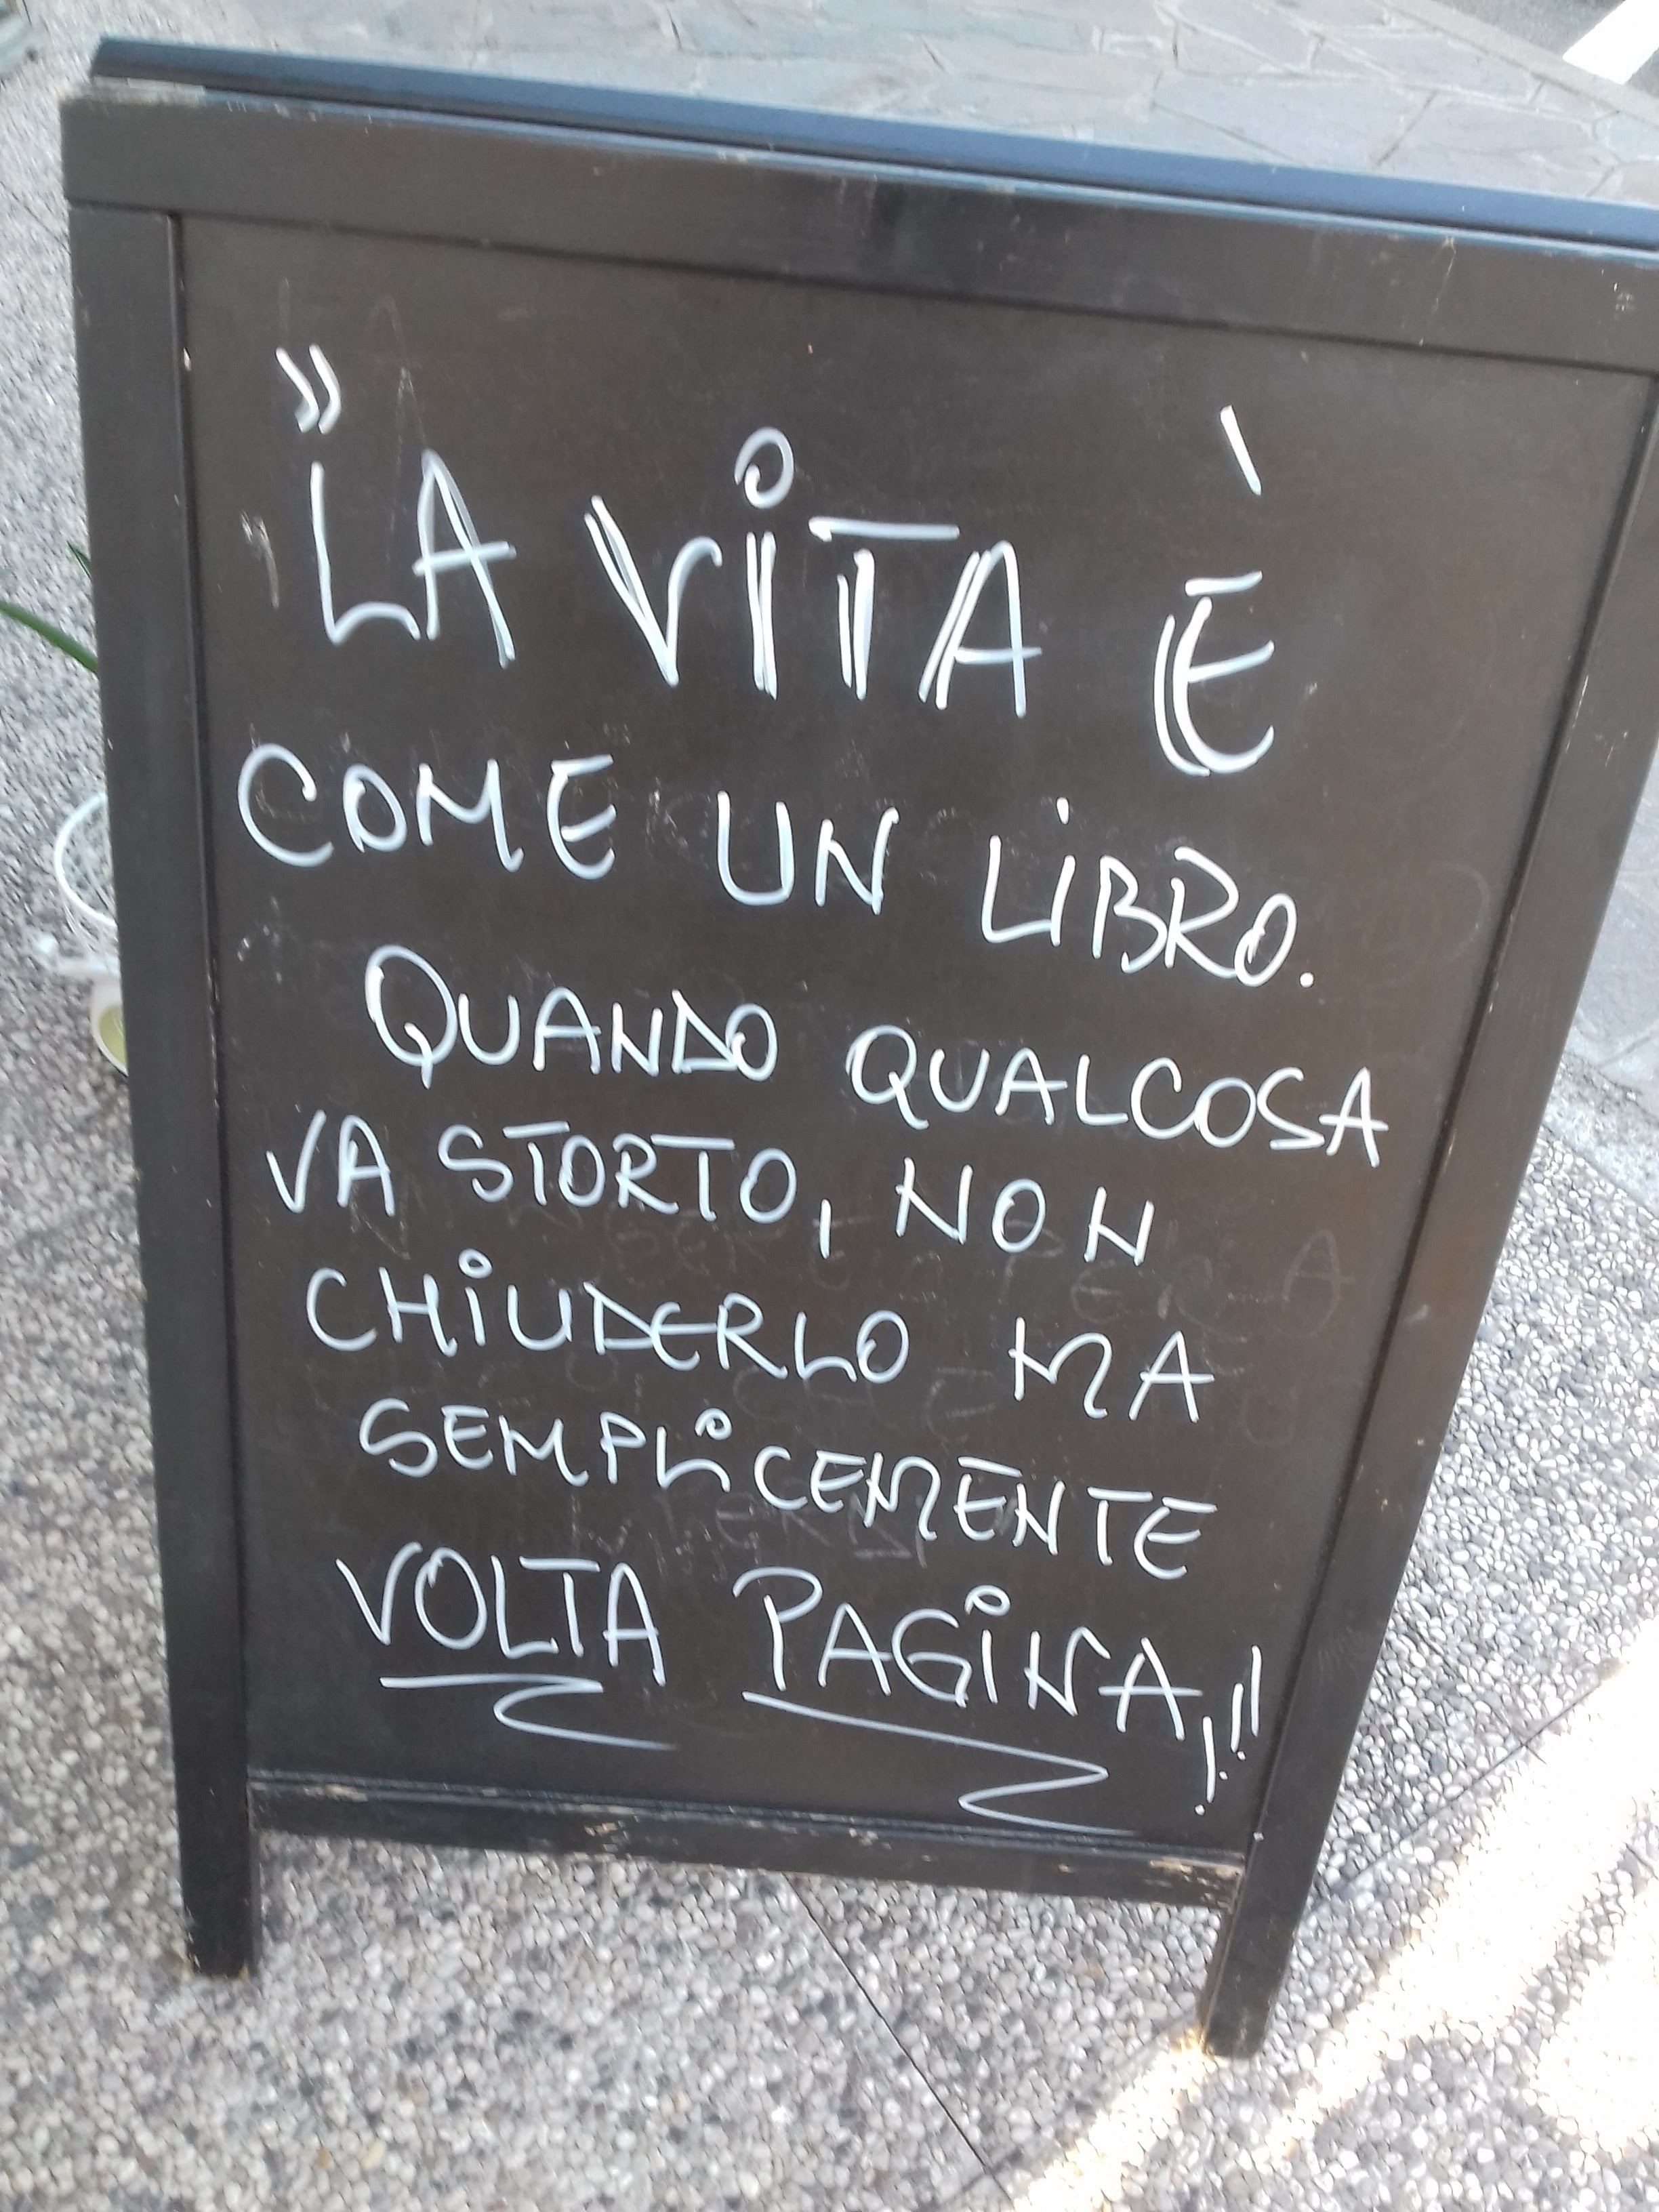 "LA ViTA È
COME UN LiBRO.
QUANDO QUALCOSA
VA STORTO, NON
CHiUDERLO MA
SEMPLiCEMENTE
VOLTA PAGiNA!!!